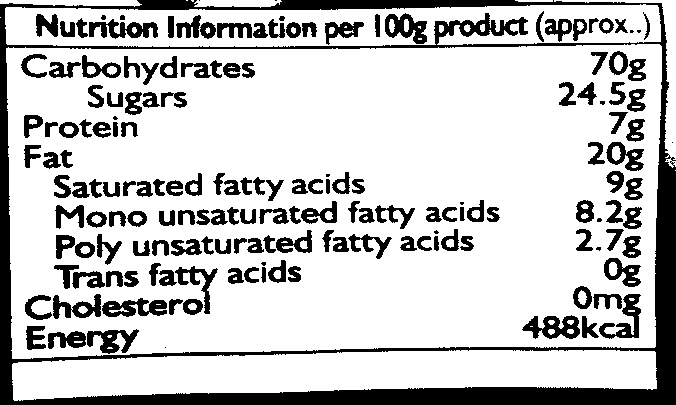 Nutrition Information per 100g product (approx..)
Carbohydrates 70g
Sugars 24.5g
Protein 7g
Fat 20g
Saturated fatty acids 9g
Mono unsaturated fatty acids 8.2g
Poly unsaturated fatty acids 2.7g
Trans fatty acids 0g
Cholesterol 0mg
Energy 488kcal